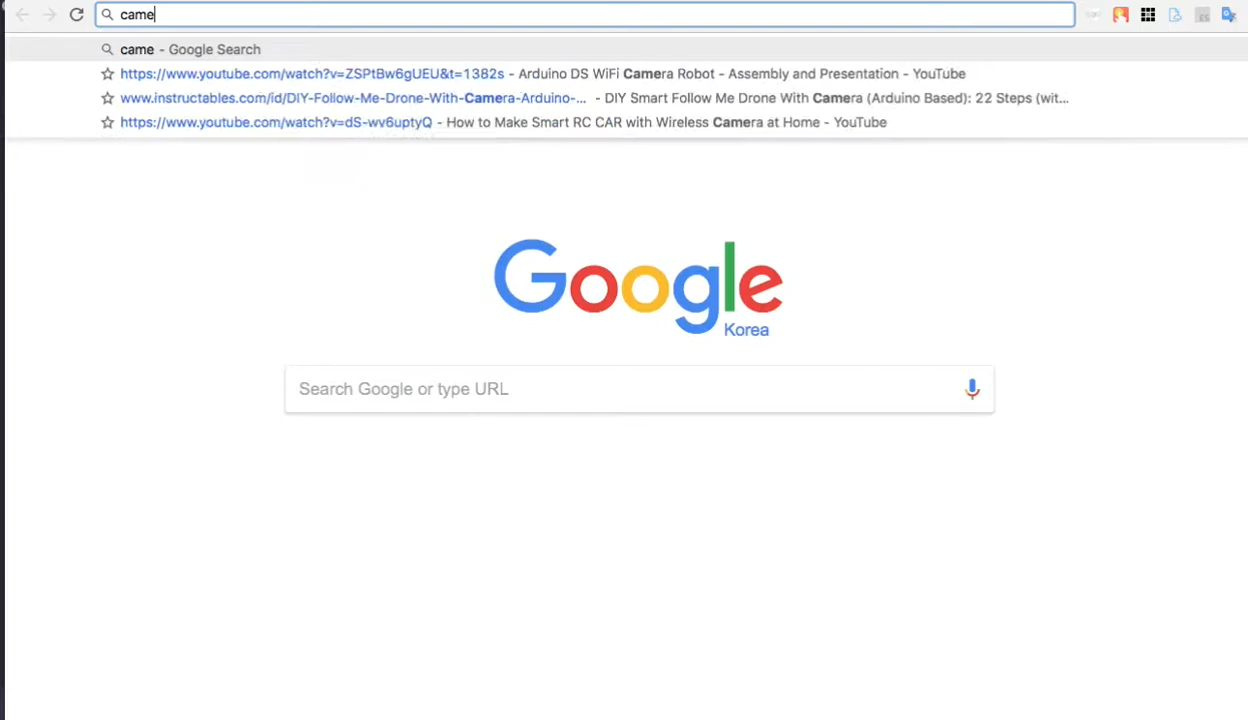 came
came - Google Search
https://www.youtube.com/watch?v=ZSPtBw6gUEU&t=1382s - Arduino DS WiFi Camera Robot - Assembly and Presentation - YouTube
www.instructables.com/id/DIY-Follow-Me-Drone-With-Camera-Arduino-... - DIY Smart Follow Me Drone With Camera (Arduino Based): 22 Steps (wit...
https://www.youtube.com/watch?v=dS-wv6uptyQ - How to Make Smart RC CAR with Wireless Camera at Home - YouTube
Google
Korea
Search Google or type URL